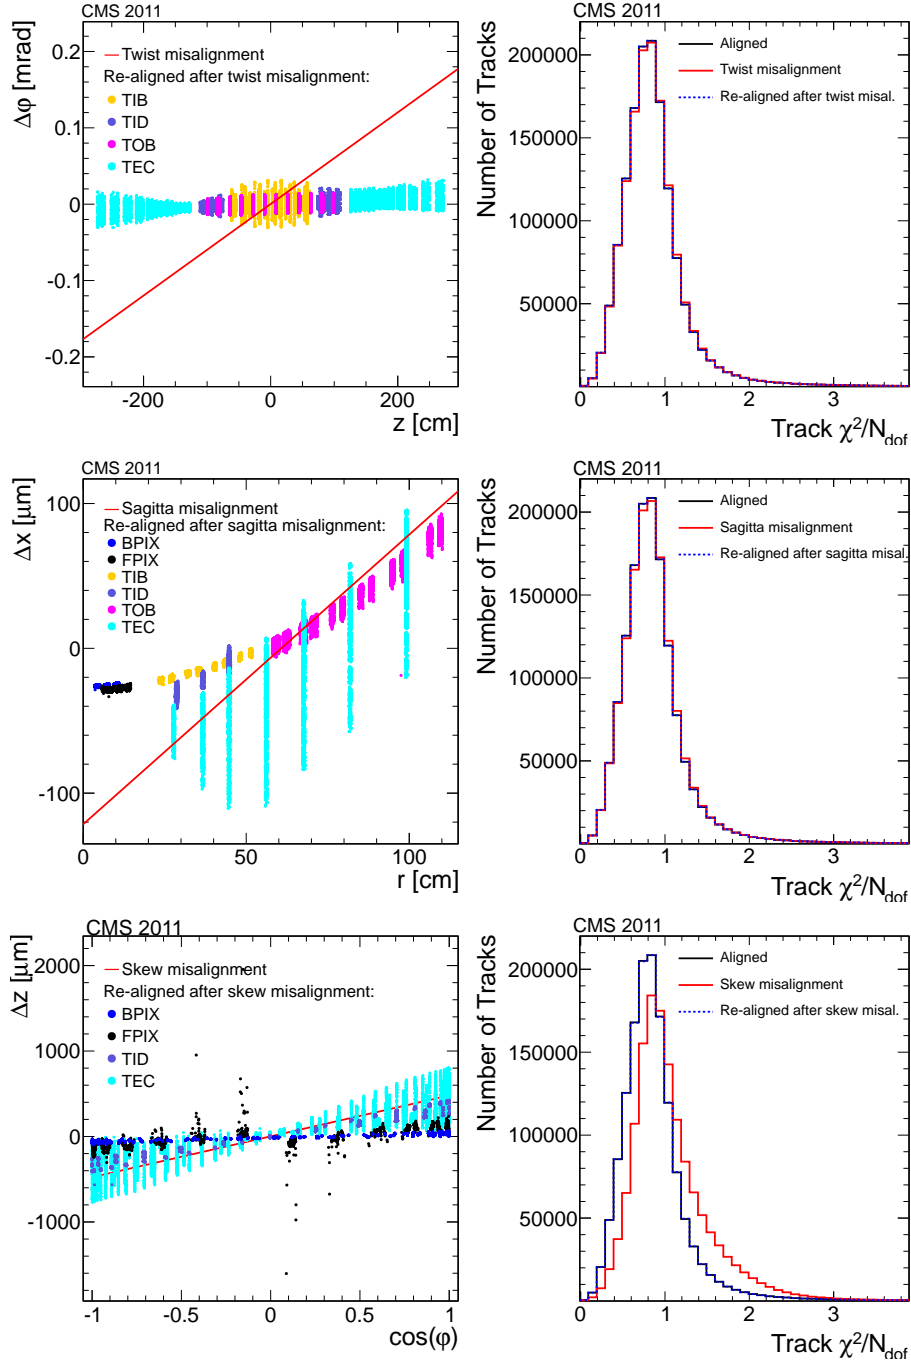 CMS 2011
Δφ [mrad]
0.2
0.1
0
-0.1
-0.2
Twist misalignment
Re-aligned after twist misalignment:
TIB
TID
TOB
TEC
-200
0
200
z [cm]
CMS 2011
Number of Tracks
200000
150000
100000
50000
Aligned
Twist misalignment
Re-aligned after twist misal.
0
1
2
3
Track χ²/N_dof
CMS 2011
Δx [μm]
100
0
-100
Sagitta misalignment
Re-aligned after sagitta misalignment:
BPIX
FPIX
TIB
TID
TOB
TEC
0
50
100
r [cm]
CMS 2011
Number of Tracks
200000
150000
100000
50000
Aligned
Sagitta misalignment
Re-aligned after sagitta misal.
0
1
2
3
Track χ²/N_dof
CMS 2011
Δz [μm]
2000
1000
0
-1000
Skew misalignment
Re-aligned after skew misalignment:
BPIX
FPIX
TID
TEC
-1
-0.5
0
0.5
1
cos(φ)
CMS 2011
Number of Tracks
200000
150000
100000
50000
Aligned
Skew misalignment
Re-aligned after skew misal.
0
1
2
3
Track χ²/N_dof